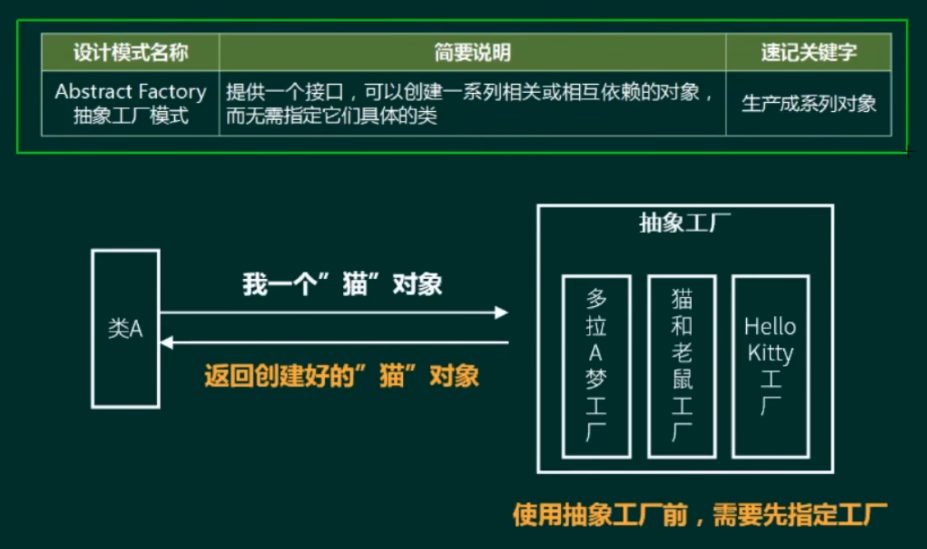 设计模式名称 简要说明 速记关键字
Abstract Factory
抽象工厂模式
提供一个接口，可以创建一系列相关或相互依赖的对象，
而无需指定它们具体的类
生产成系列对象
抽象工厂
我一个”猫”对象
类A
返回创建好的”猫”对象
多拉A梦工厂
猫和老鼠工厂
Hello
Kitty
工
厂
使用抽象工厂前，需要先指定工厂